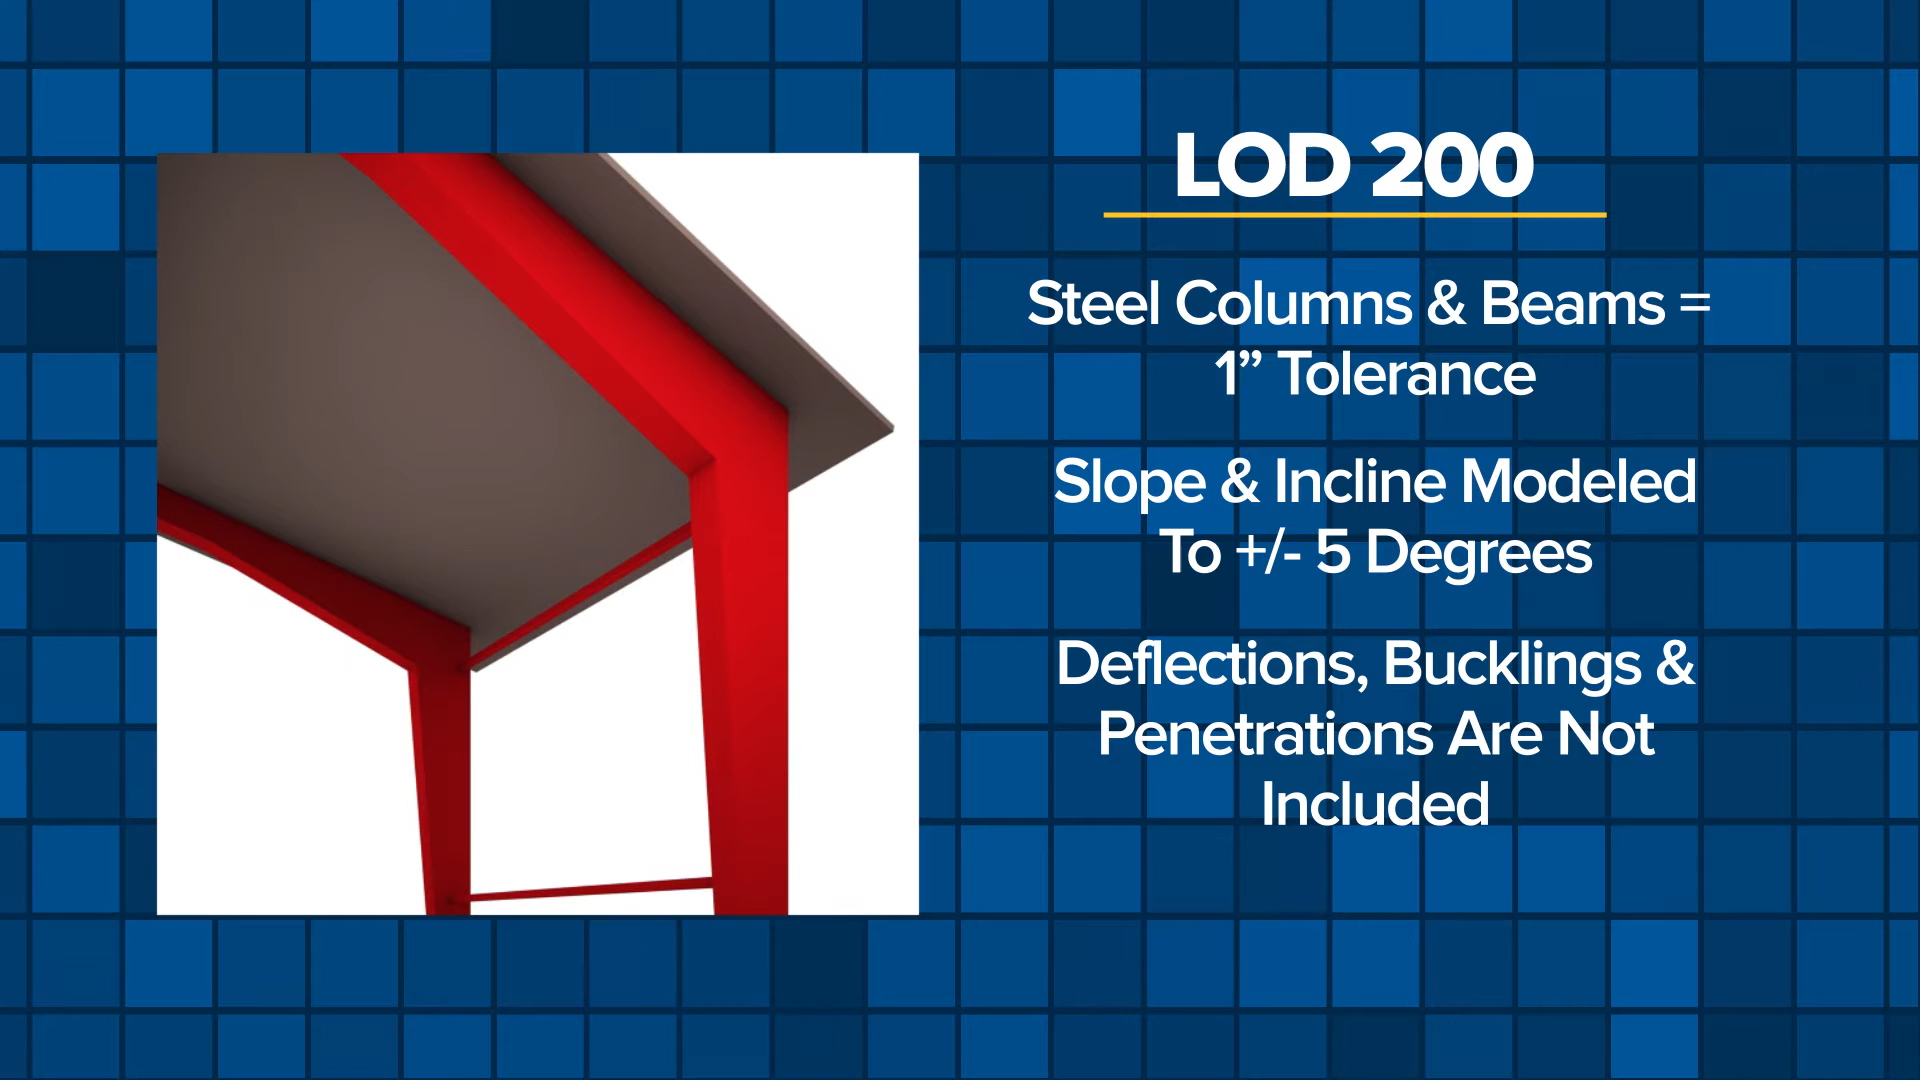 LOD 200
Steel Columns & Beams =
1” Tolerance
Slope & Incline Modeled
To +/- 5 Degrees
Deflections, Bucklings &
Penetrations Are Not
Included